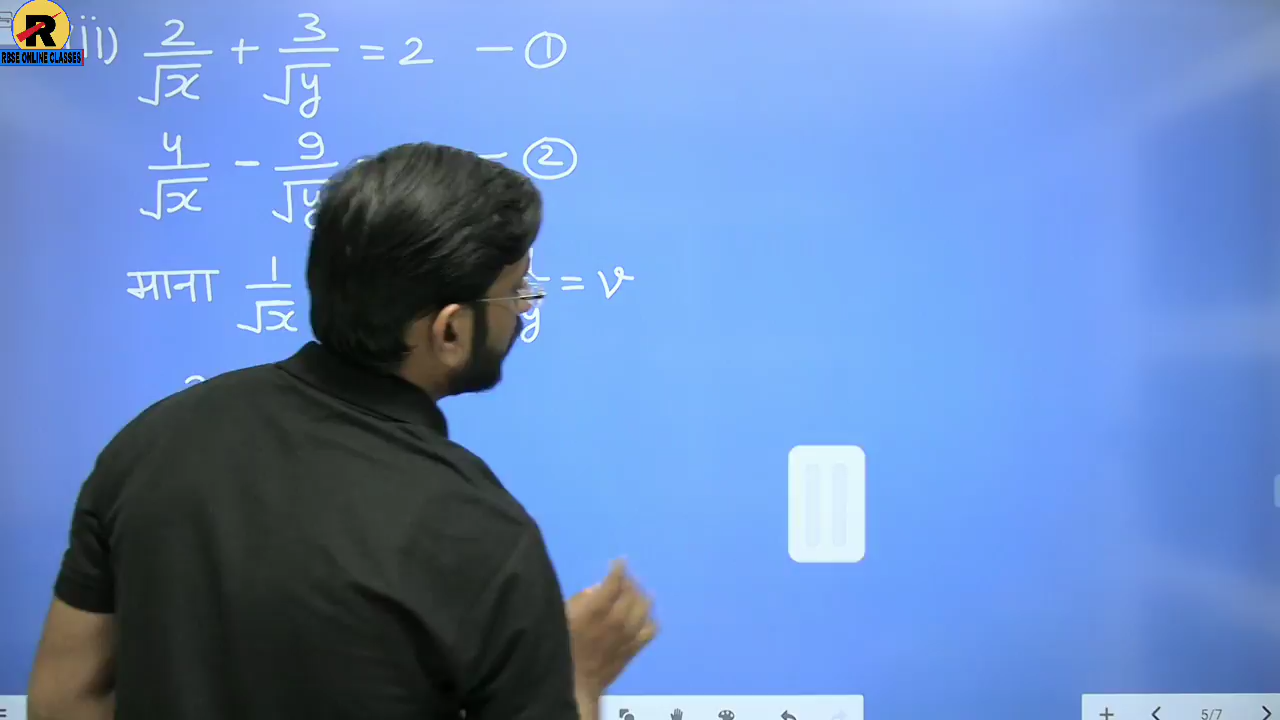 R
RBSE ONLINE CLASSES
ii) 2/√x + 3/√y = 2 — ①
4/√x - 9/√y — ②
माना 1/√x = v
5/7